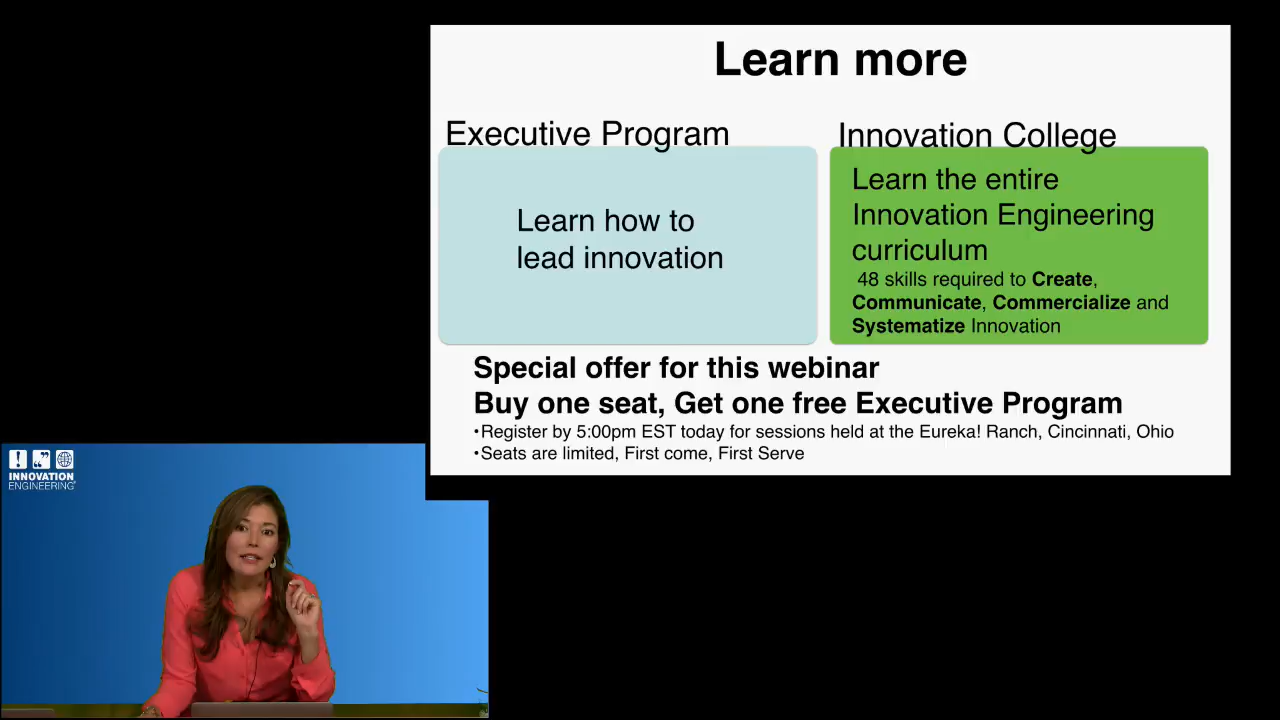 Learn more
Executive Program
Learn how to
lead innovation
Innovation College
Learn the entire
Innovation Engineering
curriculum
48 skills required to Create,
Communicate, Commercialize and
Systematize Innovation
Special offer for this webinar
Buy one seat, Get one free Executive Program
•Register by 5:00pm EST today for sessions held at the Eureka! Ranch, Cincinnati, Ohio
•Seats are limited, First come, First Serve
INNOVATION
ENGINEERING